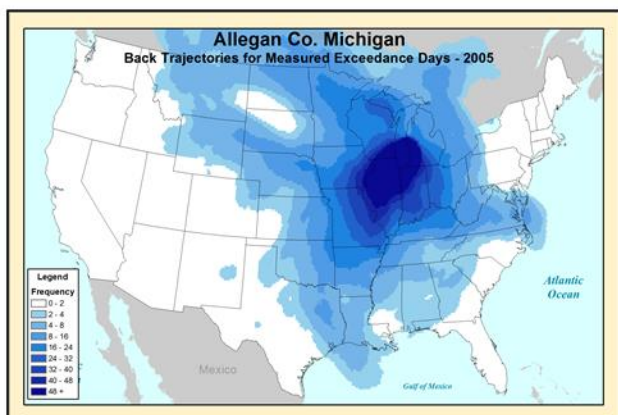 Allegan Co. Michigan
Back Trajectories for Measured Exceedance Days - 2005
Legend
Frequency
0 - 2
2 - 4
4 - 8
8 - 16
16 - 24
24 - 32
32 - 40
40 - 48
48 +
Mexico
Gulf of Mexico
Atlantic
Ocean